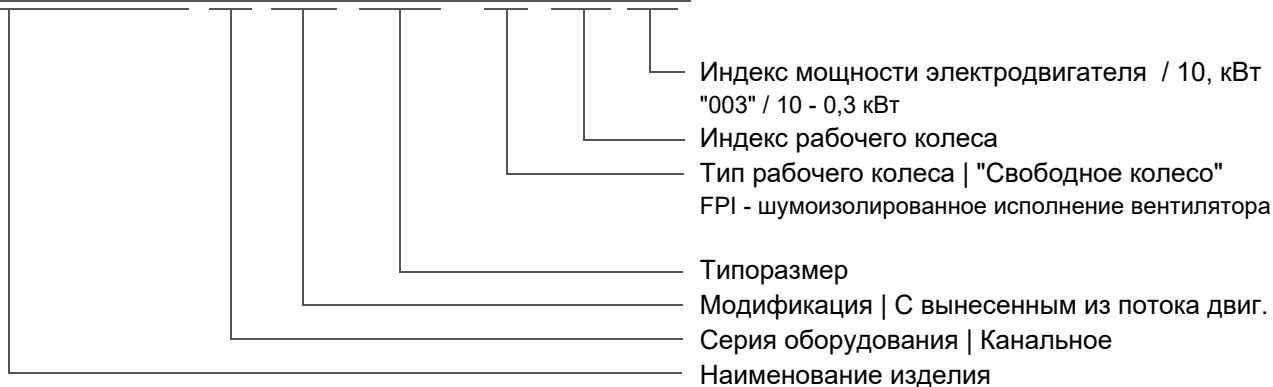 Индекс мощности электродвигателя / 10, кВт
"003" / 10 - 0,3 кВт
Индекс рабочего колеса
Тип рабочего колеса | "Свободное колесо"
FPI - шумоизолированное исполнение вентилятора
Типоразмер
Модификация | С вынесенным из потока двиг.
Серия оборудования | Канальное
Наименование изделия